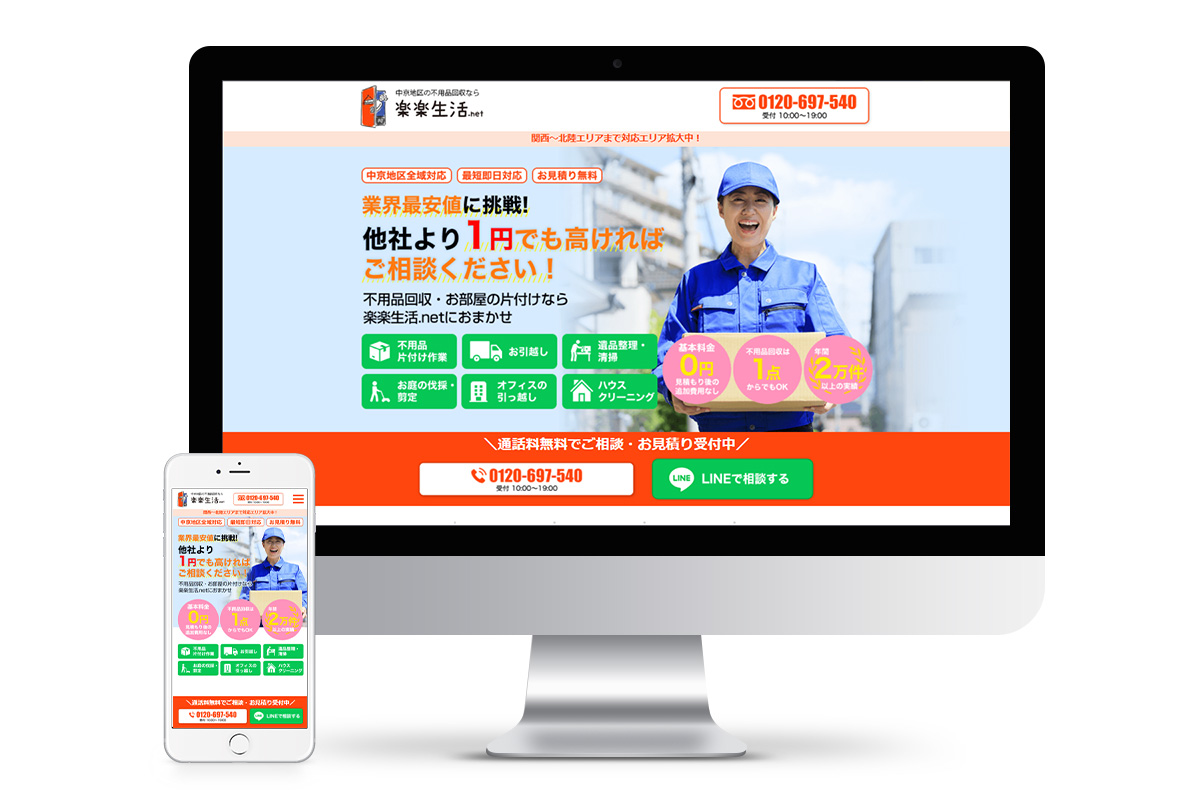 中京地区の不用品回収なら
楽楽生活.net
0120-697-540
受付 10:00〜19:00
関西〜北陸エリアまで対応エリア拡大中！
中京地区全域対応
最短即日対応
お見積り無料
業界最安値に挑戦!
他社より1円でも高ければ
ご相談ください！
不用品回収・お部屋の片付けなら
楽楽生活.netにおまかせ
不用品
片付け作業
お引越し
遺品整理・
清掃
お庭の伐採・
剪定
オフィスの
引っ越し
ハウス
クリーニング
基本料金
0円
見積もり後の
追加費用なし
不用品回収は
1点
からでもOK
年間
2万件
以上の実績
＼通話料無料でご相談・お見積り受付中／
0120-697-540
受付 10:00〜19:00
LINE
LINEで相談する
中京地区の不用品回収なら
楽楽生活.net
0120-697-540
受付 10:00〜19:00
関西〜北陸エリアまで対応エリア拡大中！
中京地区全域対応
最短即日対応
お見積り無料
業界最安値に挑戦!
他社より
1円でも高ければ
ご相談ください！
不用品回収・お部屋の片付けなら
楽楽生活.netにおまかせ
基本料金
0円
見積もり後の
追加費用なし
不用品回収は
1点
からでもOK
年間
2万件
以上の実績
不用品
片付け作業
お引越し
遺品整理・
清掃
お庭の伐採・
剪定
オフィスの
引っ越し
ハウス
クリーニング
＼通話料無料でご相談・お見積り受付中／
0120-697-540
受付 10:00〜19:00
LINE
LINEで相談する